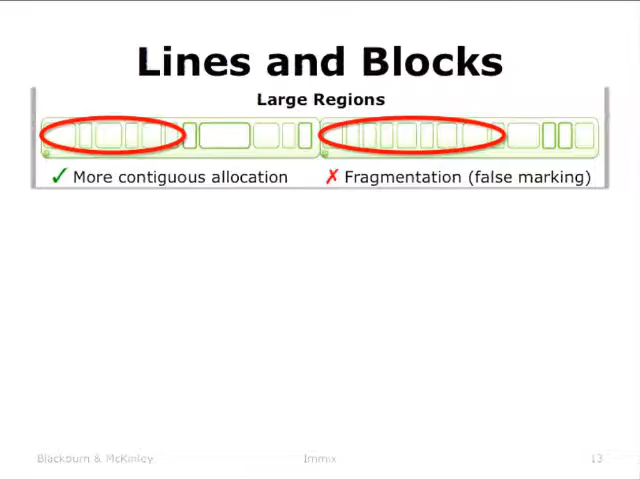 Lines and Blocks
Large Regions
✓ More contiguous allocation
✗ Fragmentation (false marking)
Blackburn & McKinley
Immix
13